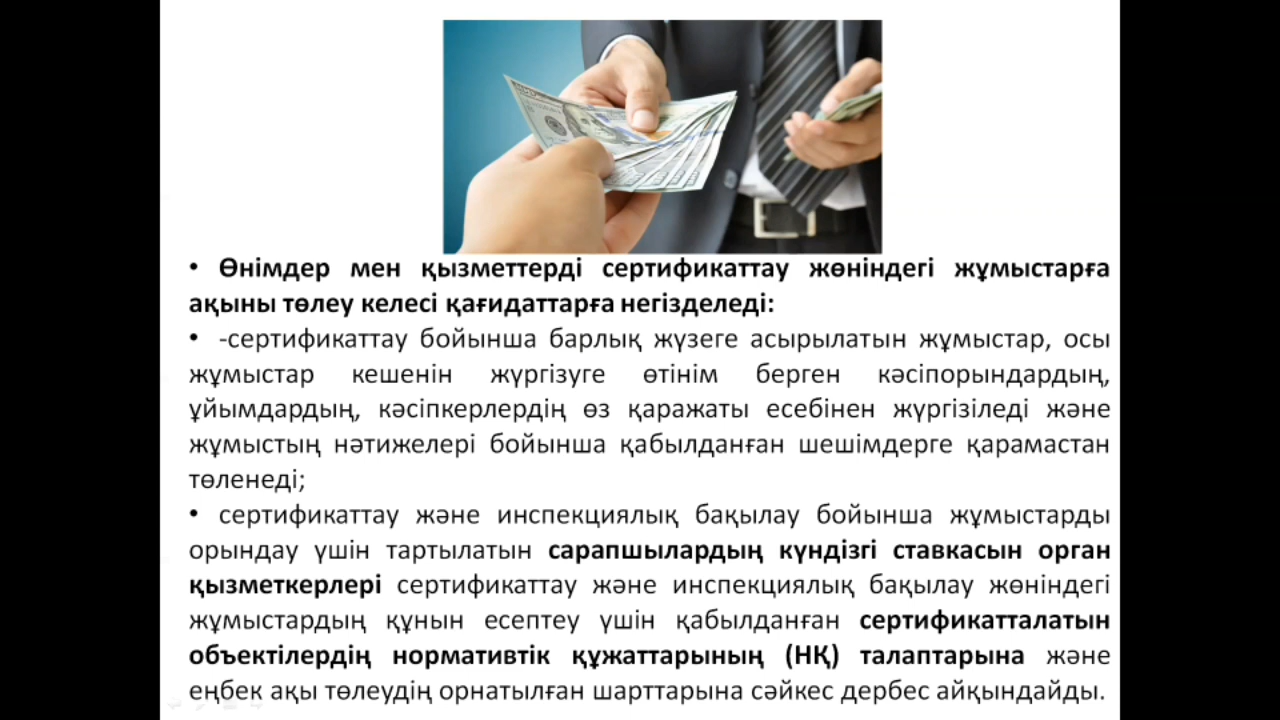 • Өнімдер мен қызметтерді сертификаттау жөніндегі жұмыстарға
ақыны төлеу келесі қағидаттарға негізделеді:
• -сертификаттау бойынша барлық жүзеге асырылатын жұмыстар, осы
жұмыстар кешенін жүргізуге өтінім берген кәсіпорындардың,
ұйымдардың, кәсіпкерлердің өз қаражаты есебінен жүргізіледі және
жұмыстың нәтижелері бойынша қабылданған шешімдерге қарамастан
төленеді;
• сертификаттау және инспекциялық бақылау бойынша жұмыстарды
орындау үшін тартылатын сарапшылардың күндізгі ставкасын орган
қызметкерлері сертификаттау және инспекциялық бақылау жөніндегі
жұмыстардың құнын есептеу үшін қабылданған сертификатталатын
объектілердің нормативтік құжаттарының (НҚ) талаптарына және
еңбек ақы төлеудің орнатылған шарттарына сәйкес дербес айқындайды.